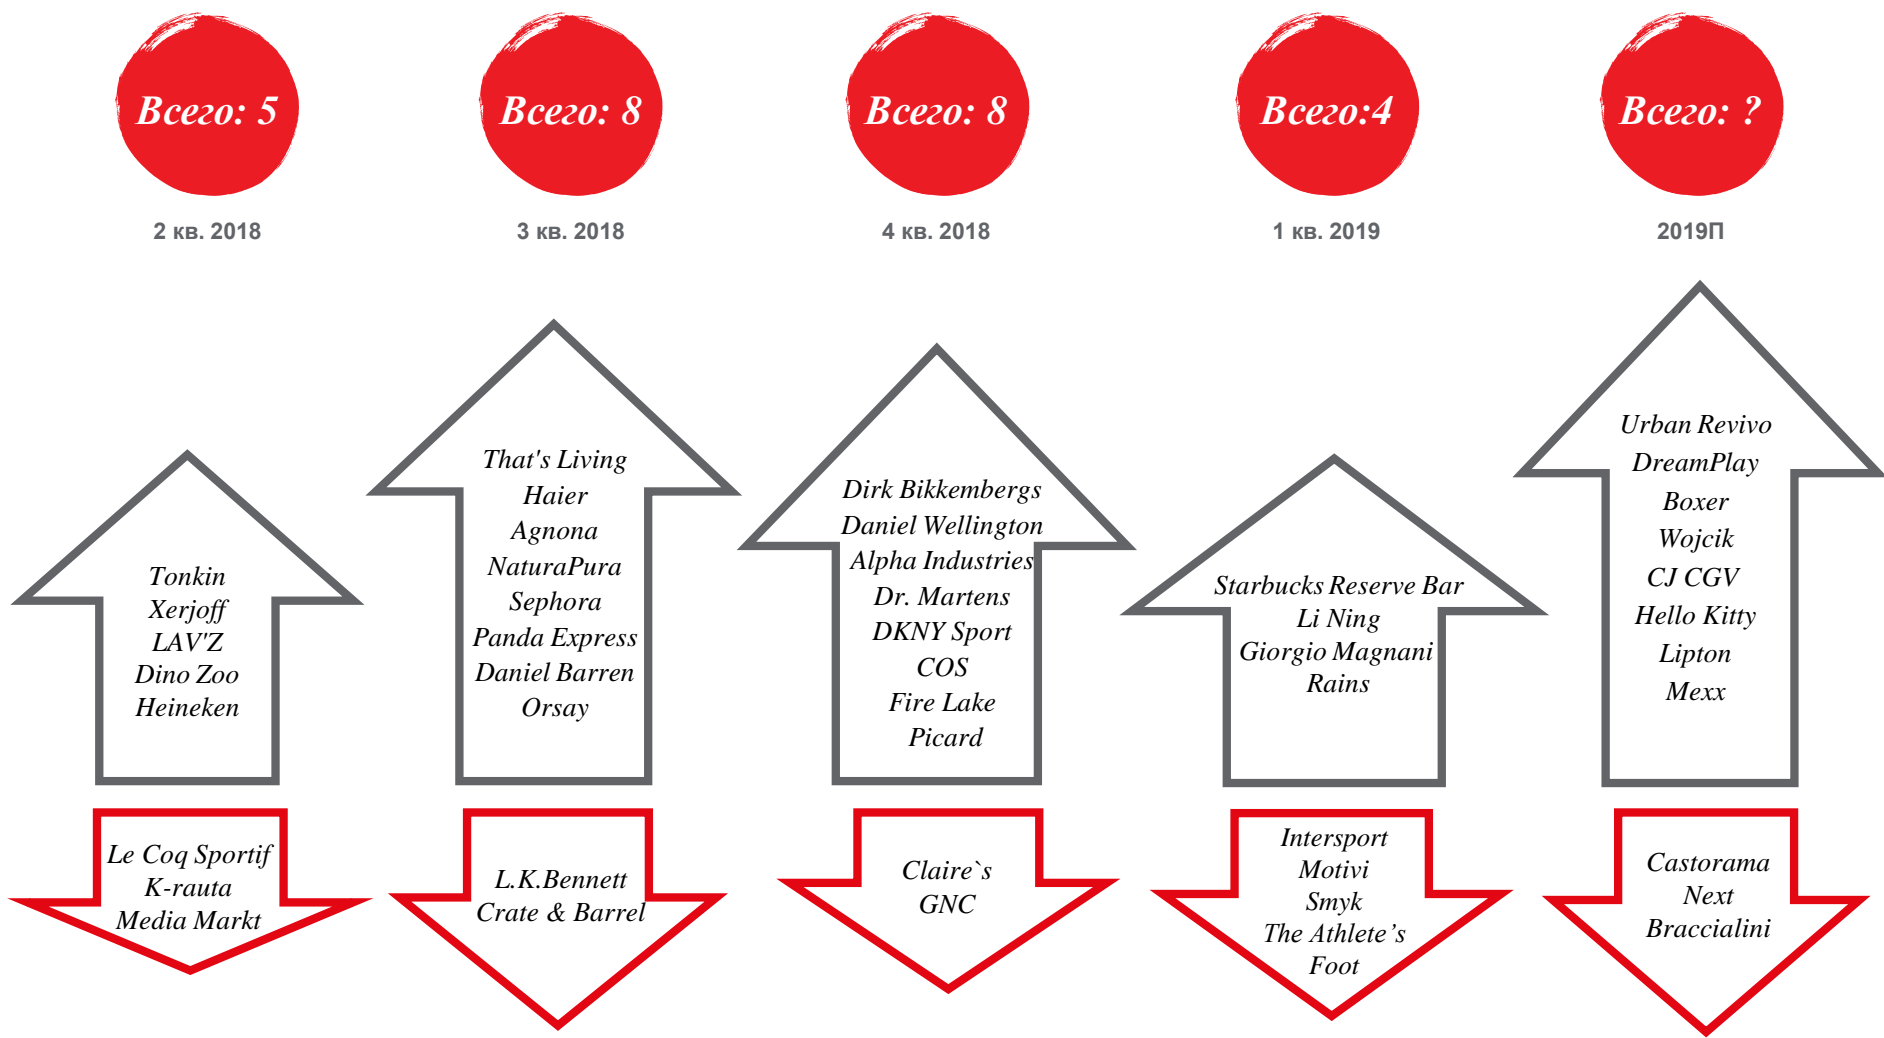 Всего: 5
Всего: 8
Всего: 8
Всего:4
Всего: ?
2 кв. 2018
3 кв. 2018
4 кв. 2018
1 кв. 2019
2019П
Tonkin
Xerjoff
LAV'Z
Dino Zoo
Heineken
That's Living
Haier
Agnona
NaturaPura
Sephora
Panda Express
Daniel Barren
Orsay
Dirk Bikkembergs
Daniel Wellington
Alpha Industries
Dr. Martens
DKNY Sport
COS
Fire Lake
Picard
Starbucks Reserve Bar
Li Ning
Giorgio Magnani
Rains
Urban Revivo
DreamPlay
Boxer
Wojcik
CJ CGV
Hello Kitty
Lipton
Mexx
Le Coq Sportif
K-rauta
Media Markt
L.K.Bennett
Crate & Barrel
Claire`s
GNC
Intersport
Motivi
Smyk
The Athlete’s
Foot
Castorama
Next
Braccialini